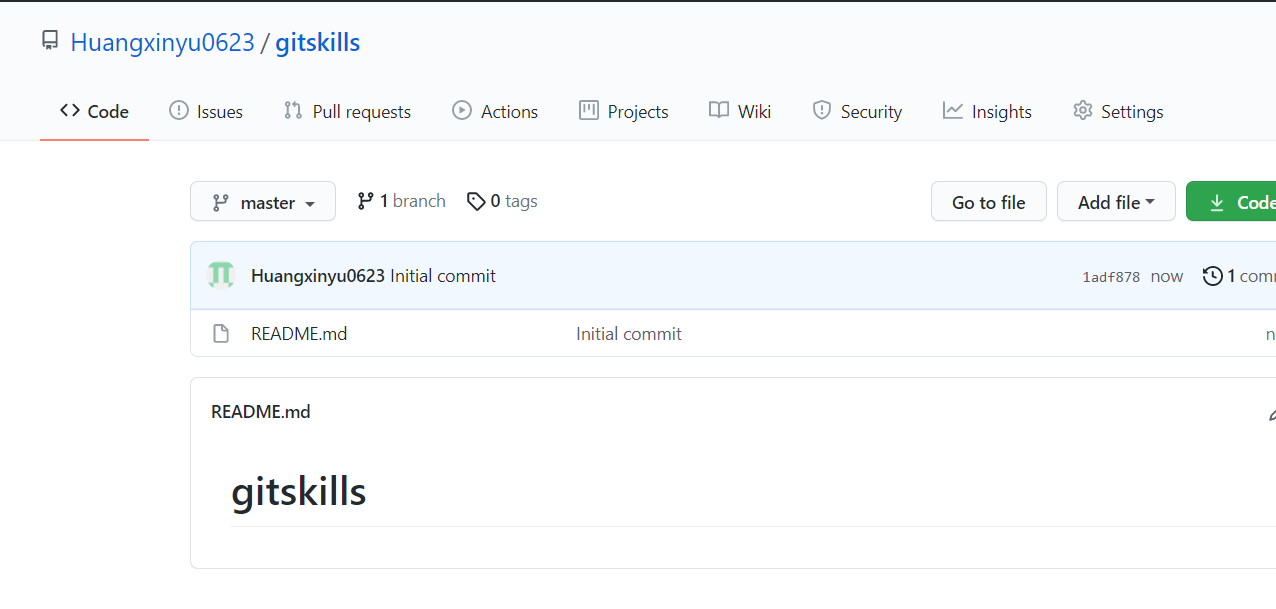 Huangxinyu0623 / gitskills
Code Issues Pull requests Actions Projects Wiki Security Insights Settings
master 1 branch 0 tags Go to file Add file Code
Huangxinyu0623 Initial commit 1adf878 now 1
README.md Initial commit
README.md
gitskills